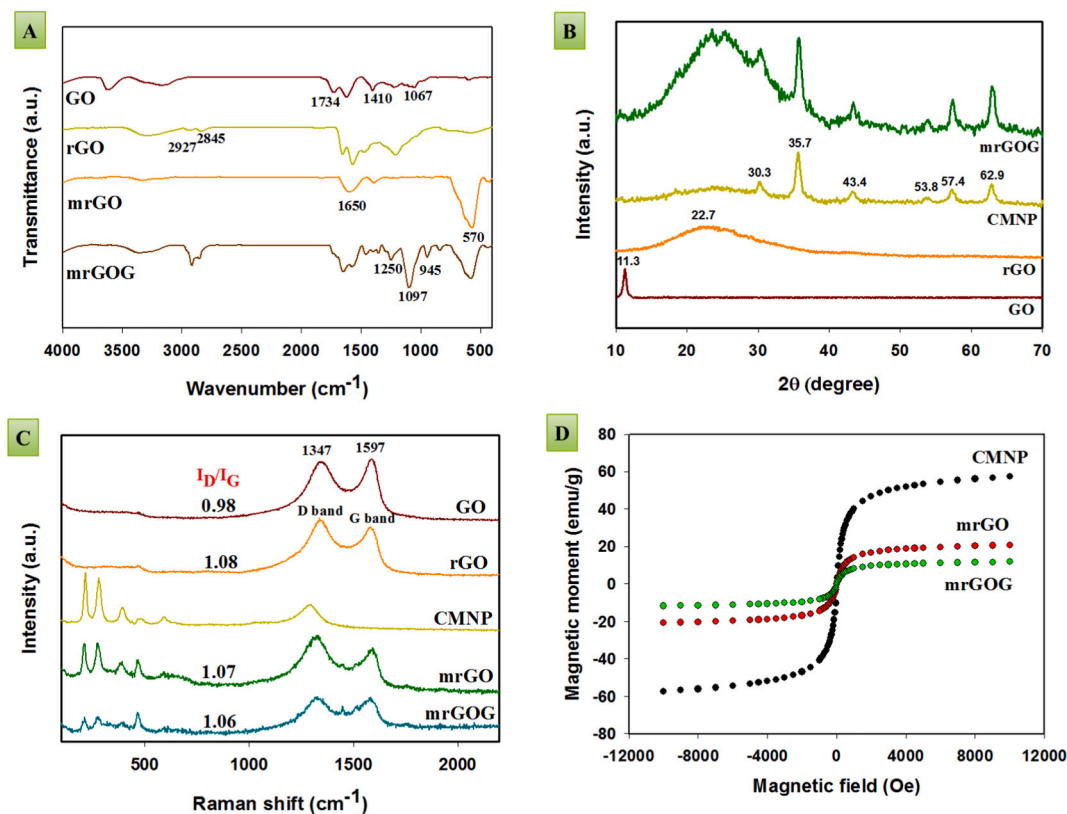 A
Transmittance (a.u.)
GO
1734
1410
1067
rGO
2927
2845
mrGO
1650
570
mrGOG
1250
1097
945
4000 3500 3000 2500 2000 1500 1000 500
Wavenumber (cm-1)
B
Intensity (a.u.)
mrGOG
30.3
35.7
43.4
53.8
57.4
62.9
CMNP
22.7
rGO
11.3
GO
10 20 30 40 50 60 70
2θ (degree)
C
Intensity (a.u.)
ID/IG
1347
1597
0.98
GO
D band
G band
1.08
rGO
CMNP
1.07
mrGO
1.06
mrGOG
500 1000 1500 2000
Raman shift (cm-1)
D
Magnetic moment (emu/g)
80
60
40
20
0
-20
-40
-60
-80
CMNP
mrGO
mrGOG
-12000 -8000 -4000 0 4000 8000 12000
Magnetic field (Oe)